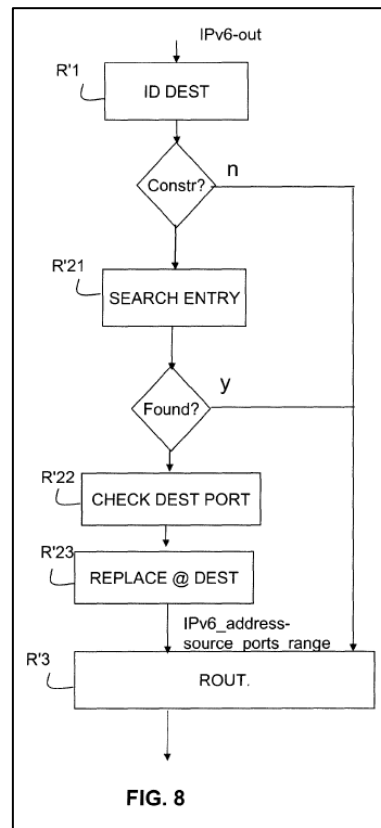 IPv6-out
R'1
ID DEST
Constr?
n
R'21
SEARCH ENTRY
Found?
y
R'22
CHECK DEST PORT
R'23
REPLACE @ DEST
IPv6_address-
source_ports_range
R'3
ROUT.
FIG. 8